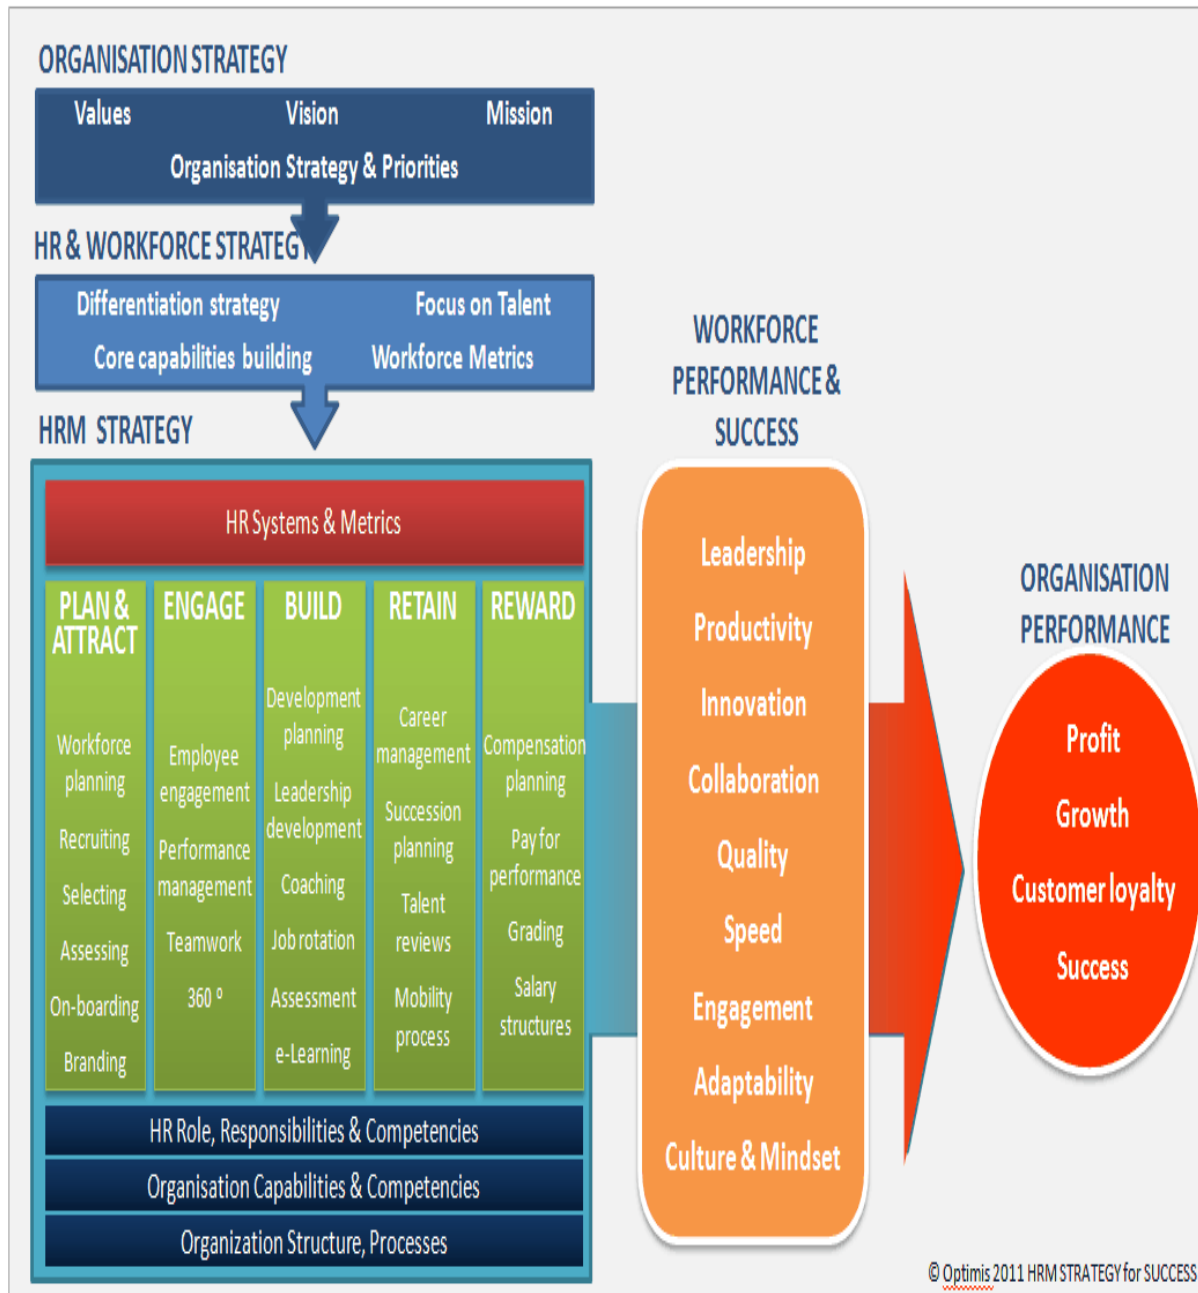 ORGANISATION STRATEGY
Values Vision Mission
Organisation Strategy & Priorities
HR & WORKFORCE STRATEGY
Differentiation strategy Focus on Talent
Core capabilities building Workforce Metrics
HRM STRATEGY
HR Systems & Metrics
PLAN &
ATTRACT
Workforce
planning
Recruiting
Selecting
Assessing
On-boarding
Branding
ENGAGE
Employee
engagement
Performance
management
Teamwork
360 º
BUILD
Development
planning
Leadership
development
Coaching
Job rotation
Assessment
e-Learning
RETAIN
Career
management
Succession
planning
Talent
reviews
Mobility
process
REWARD
Compensation
planning
Pay for
performance
Grading
Salary
structures
HR Role, Responsibilities & Competencies
Organisation Capabilities & Competencies
Organization Structure, Processes
WORKFORCE
PERFORMANCE &
SUCCESS
Leadership
Productivity
Innovation
Collaboration
Quality
Speed
Engagement
Adaptability
Culture & Mindset
ORGANISATION
PERFORMANCE
Profit
Growth
Customer loyalty
Success
© Optimis 2011 HRM STRATEGY for SUCCESS